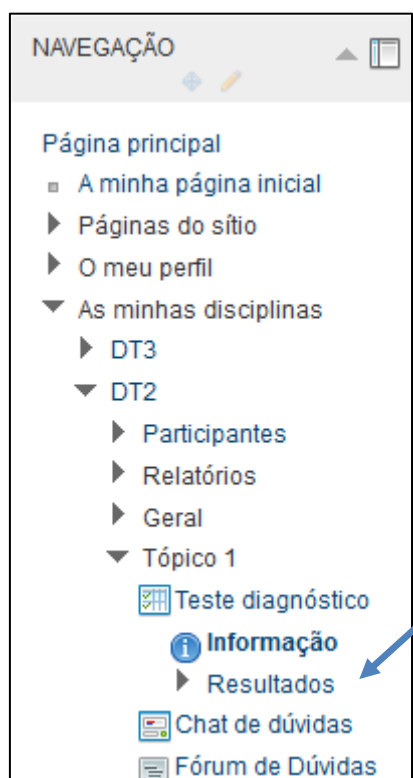 NAVEGAÇÃO
Página principal
A minha página inicial
Páginas do sítio
O meu perfil
As minhas disciplinas
DT3
DT2
Participantes
Relatórios
Geral
Tópico 1
Teste diagnóstico
Informação
Resultados
Chat de dúvidas
Fórum de Dúvidas